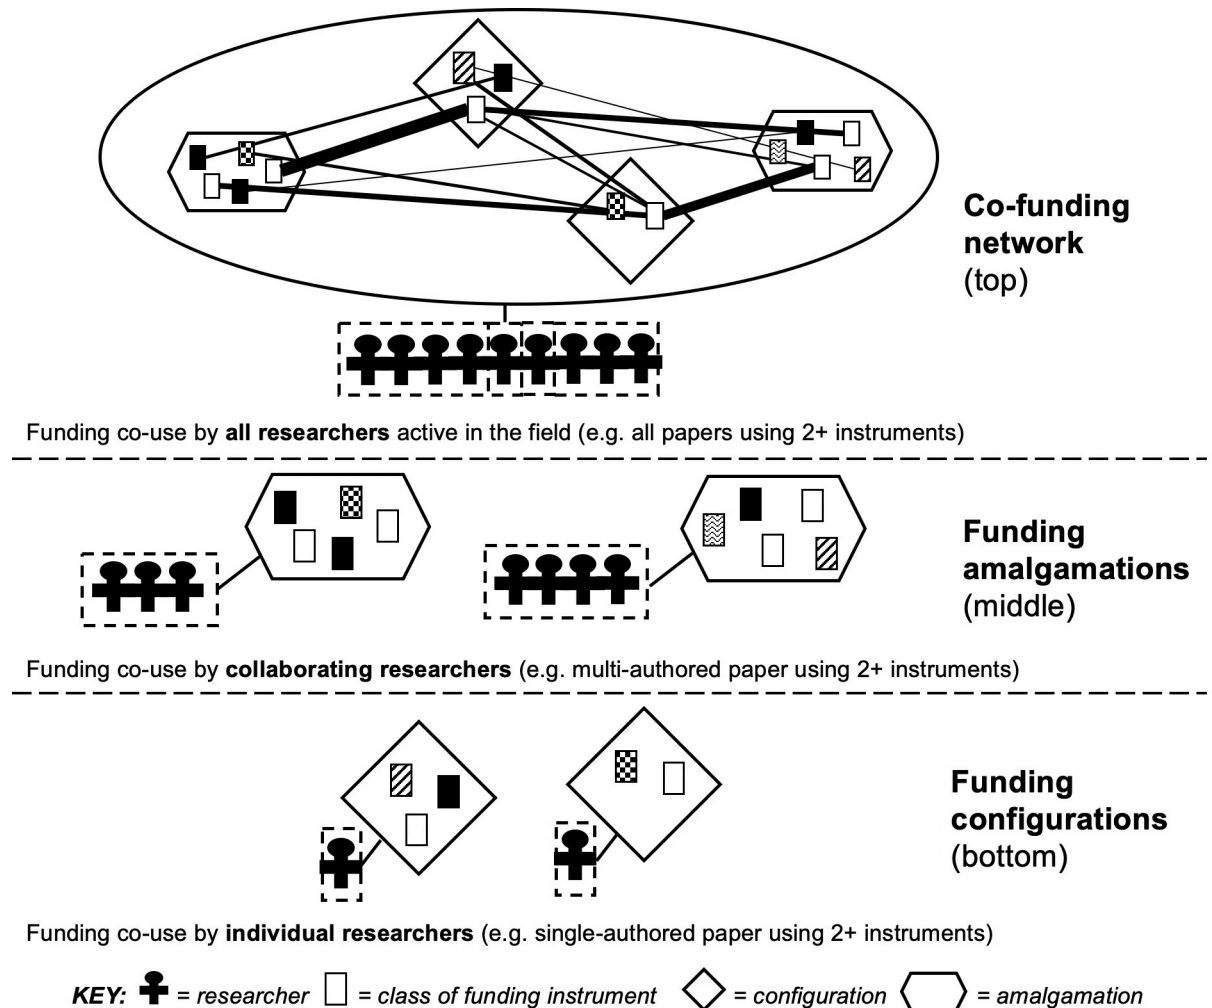 Co-funding
network
(top)
Funding co-use by all researchers active in the field (e.g. all papers using 2+ instruments)
Funding
amalgamations
(middle)
Funding co-use by collaborating researchers (e.g. multi-authored paper using 2+ instruments)
Funding
configurations
(bottom)
Funding co-use by individual researchers (e.g. single-authored paper using 2+ instruments)
KEY: = researcher = class of funding instrument = configuration = amalgamation